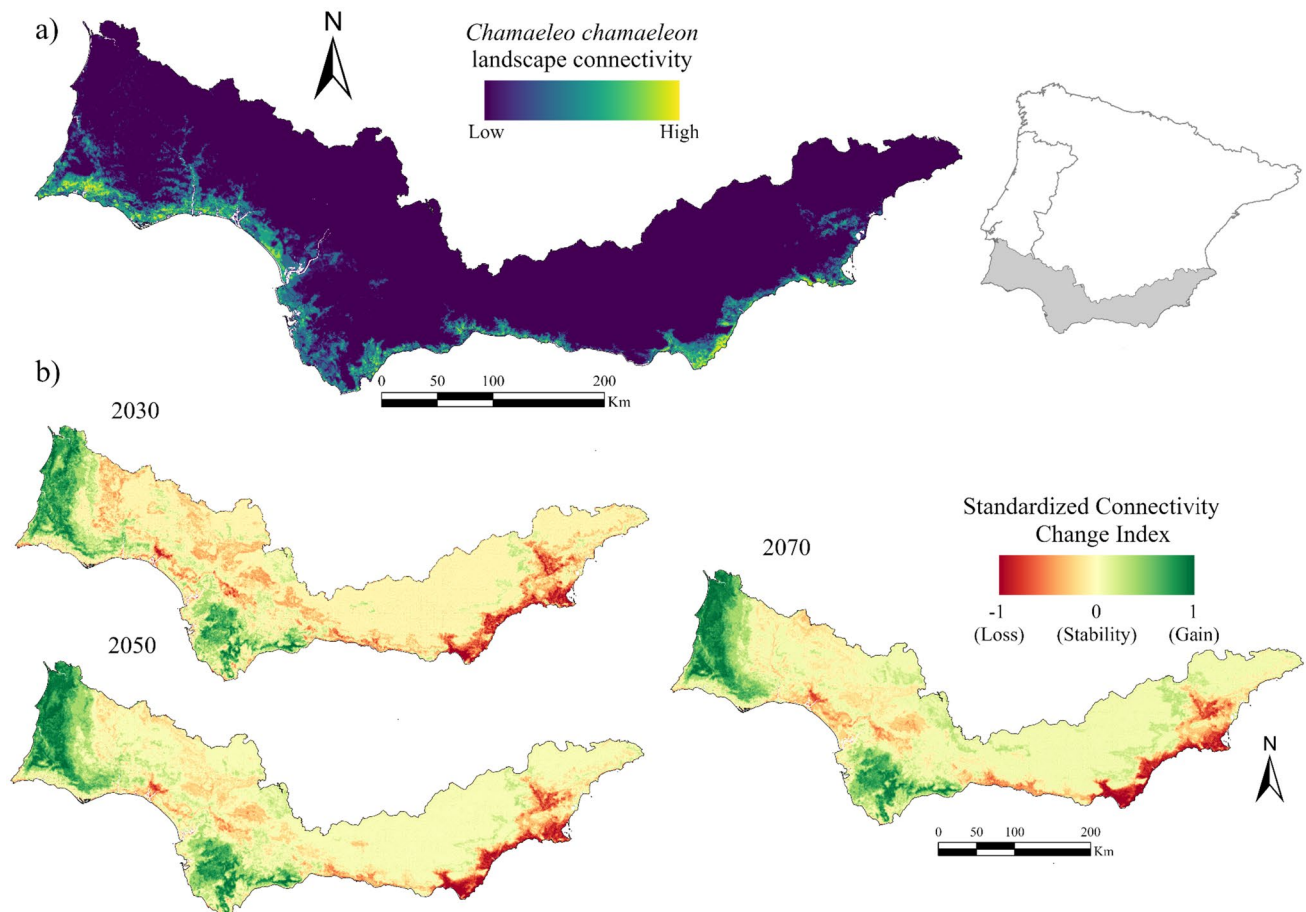 a)
N
Chamaeleo chamaeleon
landscape connectivity
Low High
0 50 100 200
Km
b)
2030
2050
2070
Standardized Connectivity
Change Index
-1 0 1
(Loss) (Stability) (Gain)
N
0 50 100 200
Km